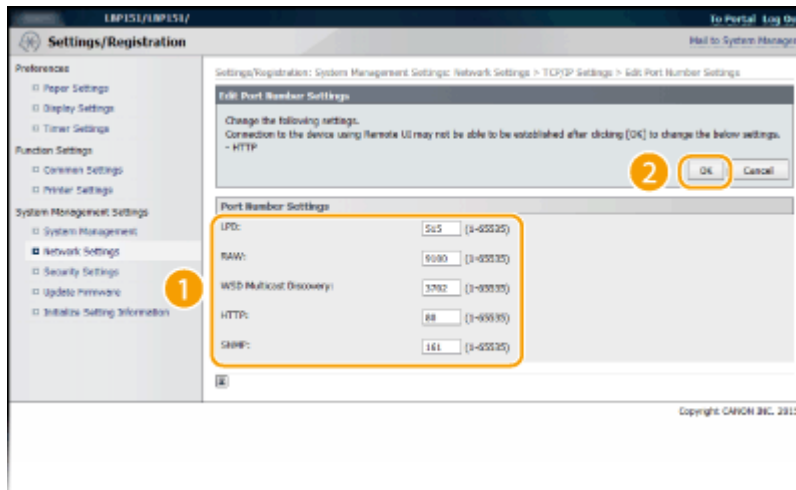 LBP151/LBP151/
To Portal Log Ou
Settings/Registration
Mail to System Manager
Preferences
Paper Settings
Display Settings
Timer Settings
Function Settings
Common Settings
Printer Settings
System Management Settings
System Management
Network Settings
Security Settings
Update Firmware
Initialize Setting Information
Settings/Registration: System Management Settings: Network Settings > TCP/IP Settings > Edit Port Number Settings
Edit Port Number Settings
Change the following settings.
Connection to the device using Remote UI may not be able to be established after clicking [OK] to change the below settings.
- HTTP
2
OK
Cancel
Port Number Settings
1
LPD: 515 (1-65535)
RAW: 9100 (1-65535)
WSD Multicast Discovery: 3702 (1-65535)
HTTP: 80 (1-65535)
SNMP: 161 (1-65535)
Copyright CANON INC. 2015